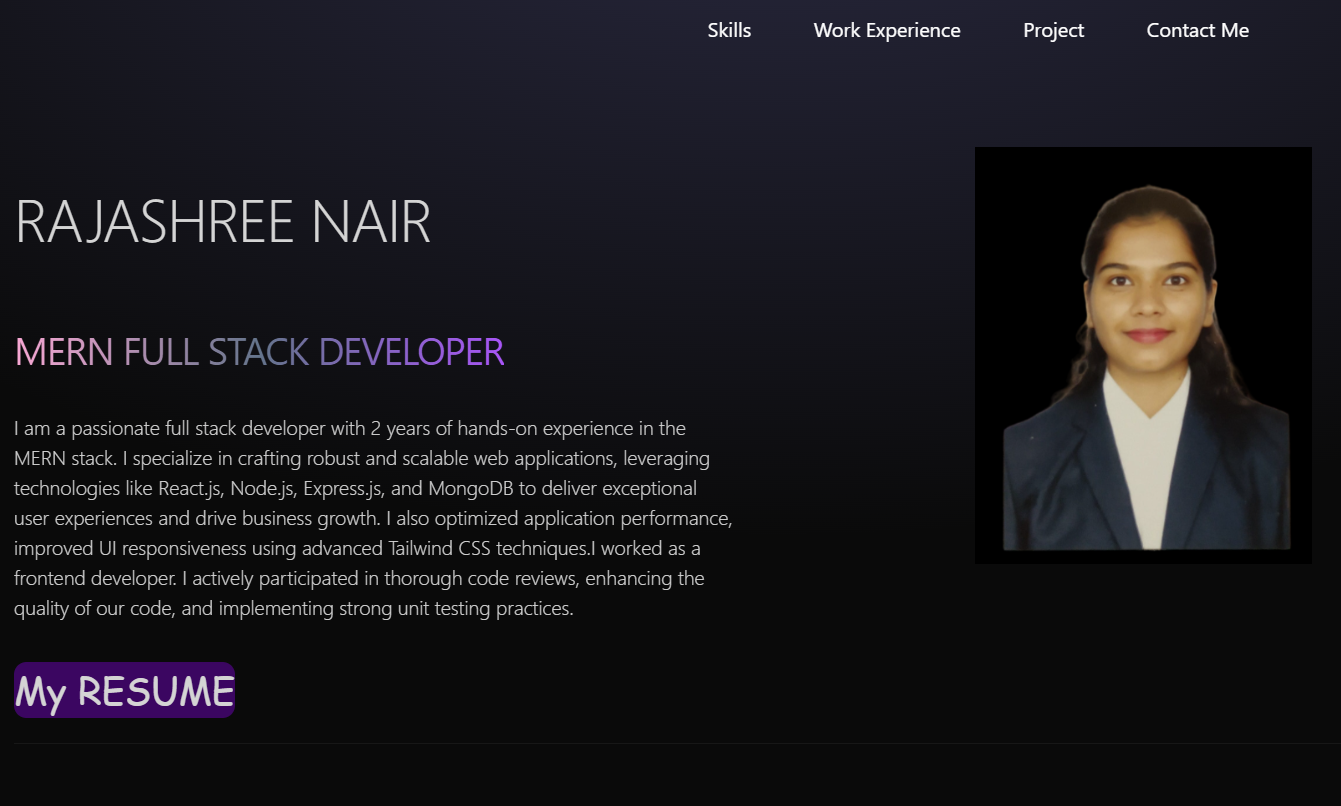 Skills Work Experience Project Contact Me
RAJASHREE NAIR
MERN FULL STACK DEVELOPER
I am a passionate full stack developer with 2 years of hands-on experience in the
MERN stack. I specialize in crafting robust and scalable web applications, leveraging
technologies like React.js, Node.js, Express.js, and MongoDB to deliver exceptional
user experiences and drive business growth. I also optimized application performance,
improved UI responsiveness using advanced Tailwind CSS techniques.I worked as a
frontend developer. I actively participated in thorough code reviews, enhancing the
quality of our code, and implementing strong unit testing practices.
My RESUME